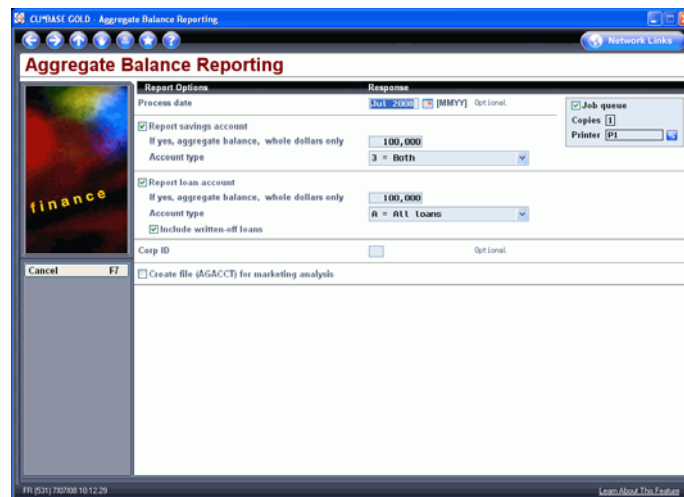 CU*BASE GOLD - Aggregate Balance Reporting
Network Links
Aggregate Balance Reporting
Report Options Response
Process date Jul 2008 [MMYY] Optional
Job queue
Copies 1
Printer P1
Report savings account
If yes, aggregate balance, whole dollars only 100,000
Account type 3 = Both
Report loan account
If yes, aggregate balance, whole dollars only 100,000
Account type A = All loans
Include written-off loans
finance
Corp ID Optional
Cancel F7
Create file (AGACCT) for marketing analysis
FR (531) 7/07/08 10.12.29
Learn About This Feature